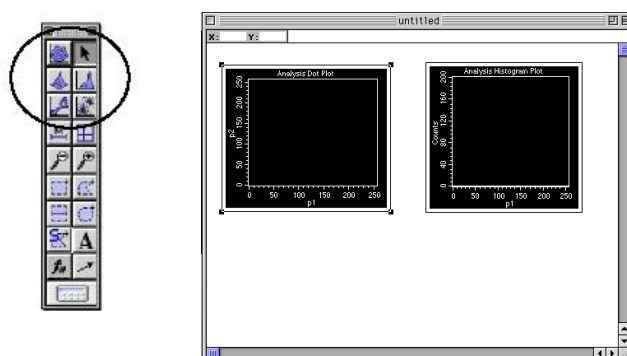 untitled
X: Y:
Analysis Dot Plot
250
200
150
100
50
0
p2
0 50 100 150 200 250
p1
Analysis Histogram Plot
200
160
120
80
40
0
Counts
0 50 100 150 200 250
p1
S
A